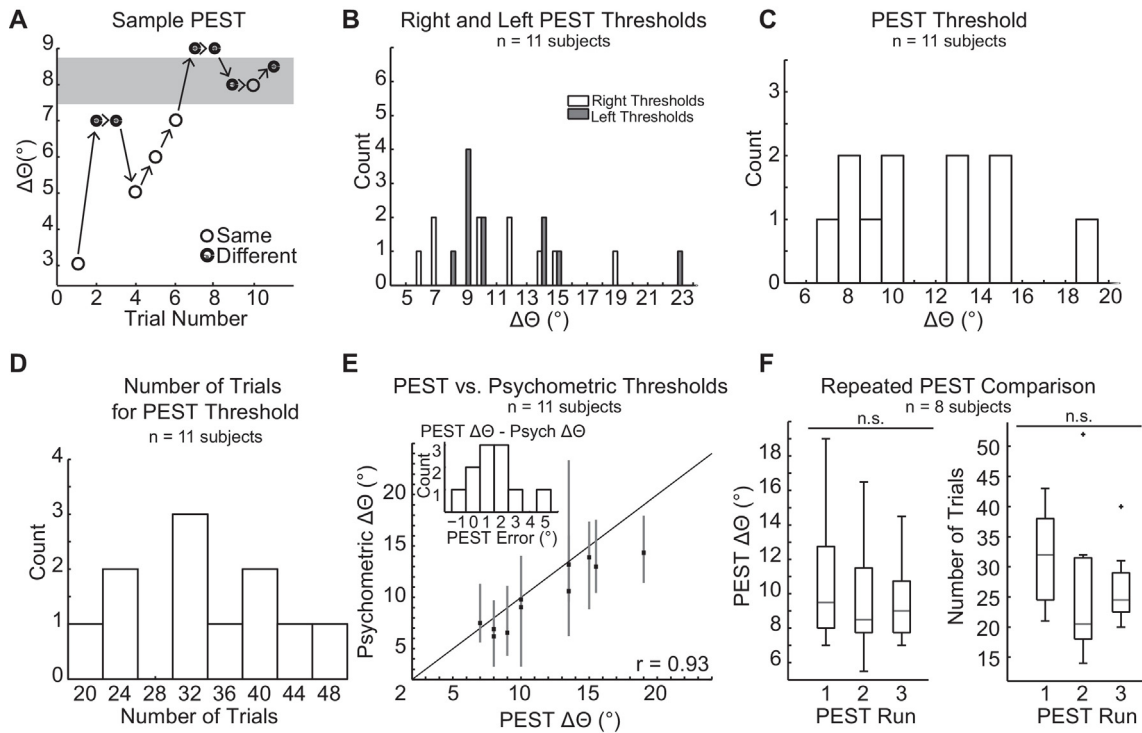 A
Sample PEST
9
8
7
6
5
4
3
ΔΘ(°)
Same
Different
0 2 4 6 8 10
Trial Number
B
Right and Left PEST Thresholds
n = 11 subjects
6
5
4
3
2
1
0
Count
Right Thresholds
Left Thresholds
5 7 9 11 13 15 17 19 21 23
ΔΘ (°)
C
PEST Threshold
n = 11 subjects
3
2
1
0
Count
6 8 10 12 14 16 18 20
ΔΘ (°)
D
Number of Trials
for PEST Threshold
n = 11 subjects
4
3
2
1
0
Count
20 24 28 32 36 40 44 48
Number of Trials
E
PEST vs. Psychometric Thresholds
n = 11 subjects
PEST ΔΘ - Psych ΔΘ
3
2
1
Count
−1 0 1 2 3 4 5
PEST Error (°)
20
15
10
5
2
Psychometric ΔΘ (°)
r = 0.93
5 10 15 20
PEST ΔΘ (°)
F
Repeated PEST Comparison
n = 8 subjects
n.s.
18
16
14
12
10
8
6
PEST ΔΘ (°)
1 2 3
PEST Run
n.s.
50
45
40
35
30
25
20
15
Number of Trials
1 2 3
PEST Run